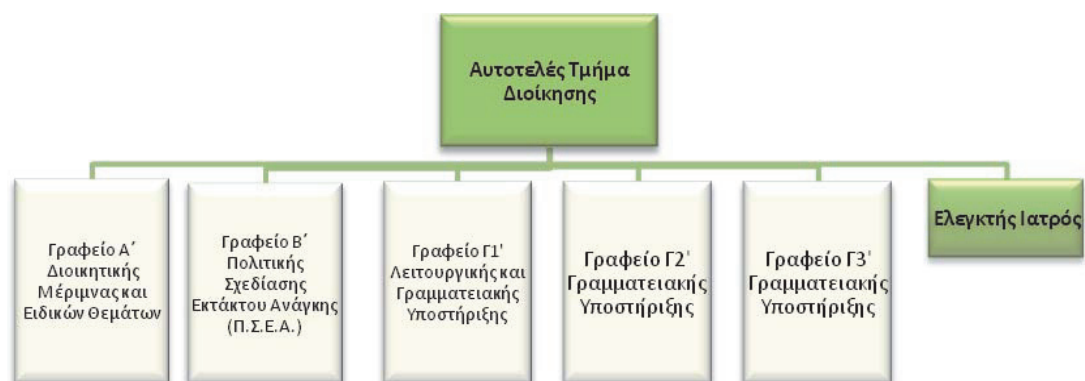 Αυτοτελές Τμήμα
Διοίκησης
Γραφείο Α΄
Διοικητικής
Μέριμνας και
Ειδικών Θεμάτων
Γραφείο Β΄
Πολιτικής
Σχεδίασης
Εκτάκτου Ανάγκης
(Π.Σ.Ε.Α.)
Γραφείο Γ1'
Λειτουργικής και
Γραμματειακής
Υποστήριξης
Γραφείο Γ2'
Γραμματειακής
Υποστήριξης
Γραφείο Γ3'
Γραμματειακής
Υποστήριξης
Ελεγκτής Ιατρός